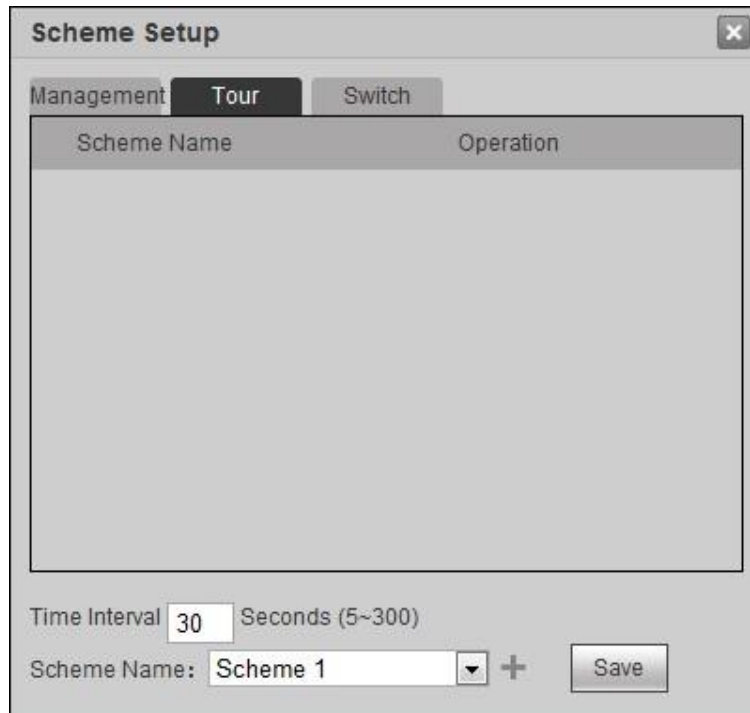 Scheme Setup
Management Tour Switch
Scheme Name Operation
Time Interval 30 Seconds (5~300)
Scheme Name: Scheme 1 + Save